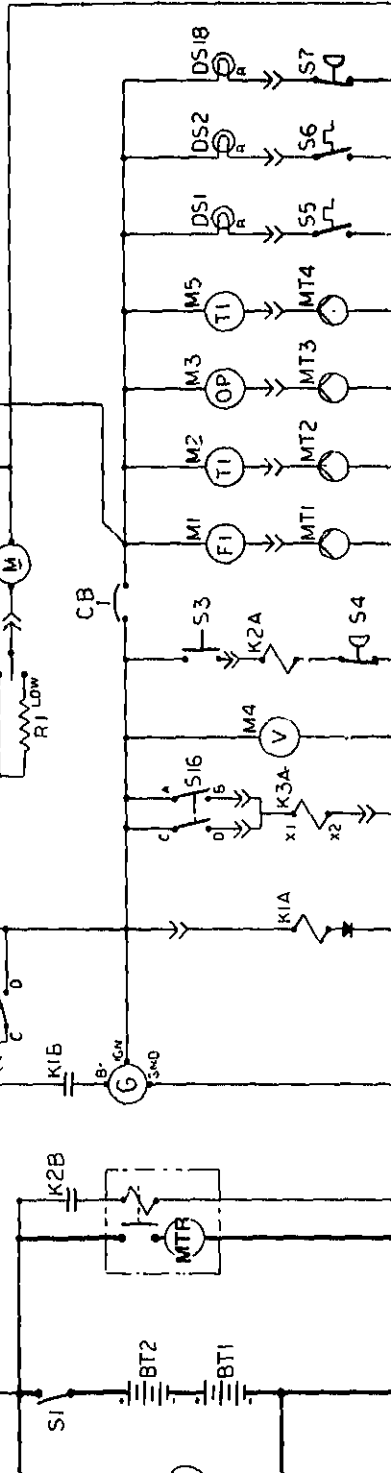 DS18
R
S7
DS2
R
S6
DS1
R
S5
M5
TI
MT4
M3
OP
MT3
M2
TI
MT2
M1
FI
MT1
M
CB
1
S3
K2A
S4
LOW
R1
M4
V
A
S16
B
C
D
K3A
X1
X2
D
C
K1A
K1B
B+
IGN
G
GND
K2B
MTR
S1
BT2
BT1